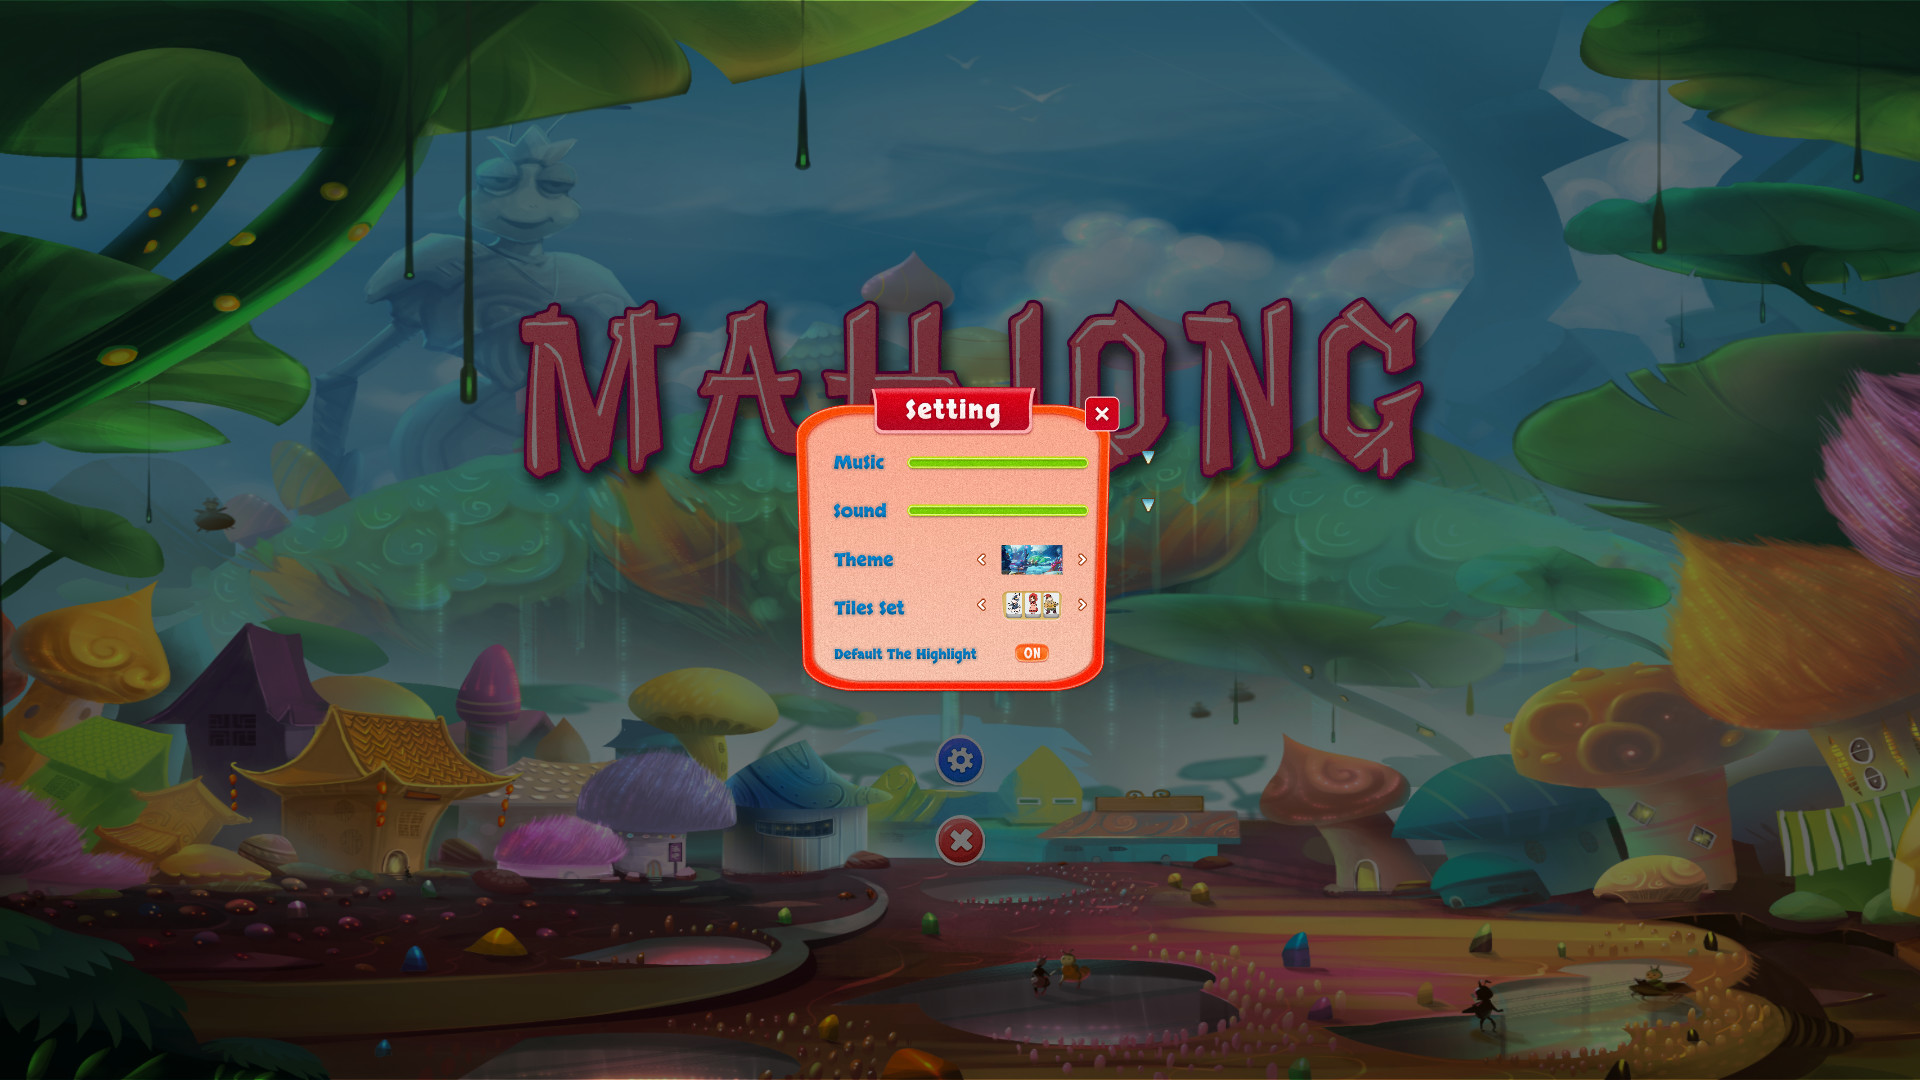 MAHJONG
Setting
Music
Sound
Theme
Tiles Set
Default The Highlight ON